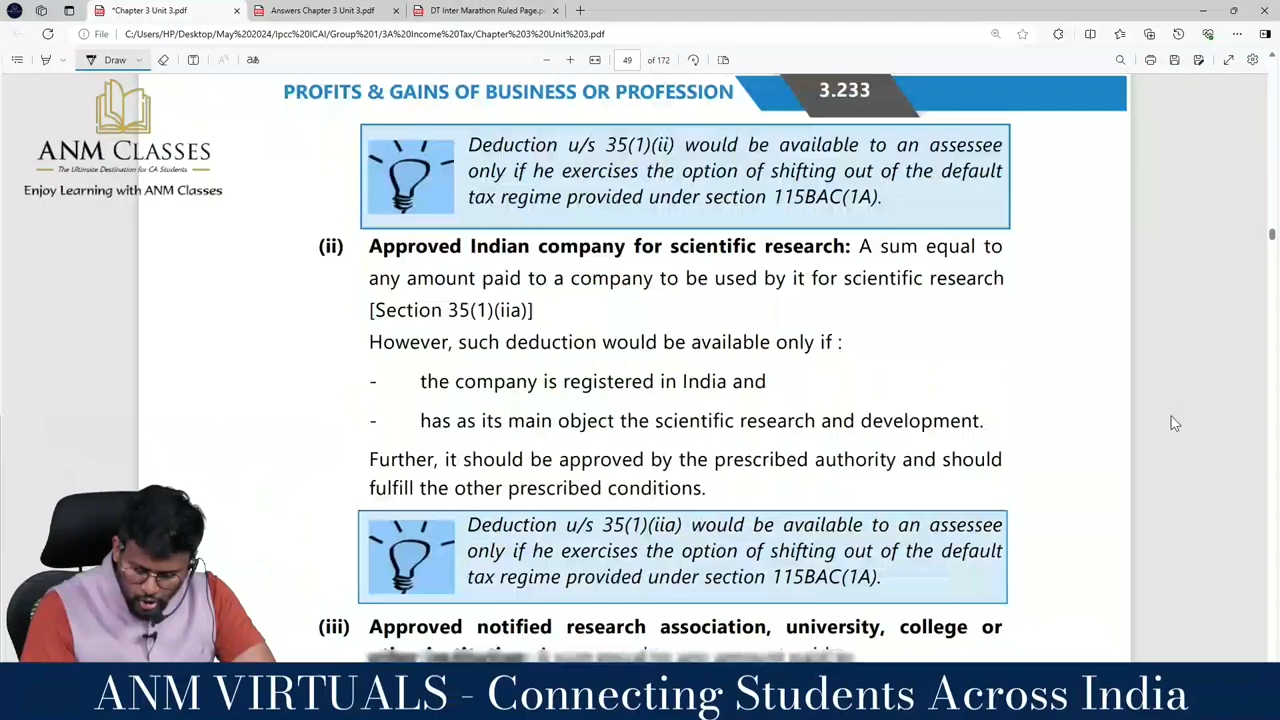 *Chapter 3 Unit 3.pdf
Answers Chapter 3 Unit 3.pdf
DT Inter Marathon Ruled Page.p
File
C:/Users/HP/Desktop/May%202024/Ipcc%20ICAI/Group%201/3A%20Income%20Tax/Chapter%203%20Unit%203.pdf
Draw
49 of 172
PROFITS & GAINS OF BUSINESS OR PROFESSION
3.233
ANM CLASSES
The Ultimate Destination for CA Students
Enjoy Learning with ANM Classes
Deduction u/s 35(1)(ii) would be available to an assessee
only if he exercises the option of shifting out of the default
tax regime provided under section 115BAC(1A).
(ii) Approved Indian company for scientific research: A sum equal to
any amount paid to a company to be used by it for scientific research
[Section 35(1)(iia)]
However, such deduction would be available only if :
- the company is registered in India and
- has as its main object the scientific research and development.
Further, it should be approved by the prescribed authority and should
fulfill the other prescribed conditions.
Deduction u/s 35(1)(iia) would be available to an assessee
only if he exercises the option of shifting out of the default
tax regime provided under section 115BAC(1A).
(iii) Approved notified research association, university, college or
ANM VIRTUALS - Connecting Students Across India